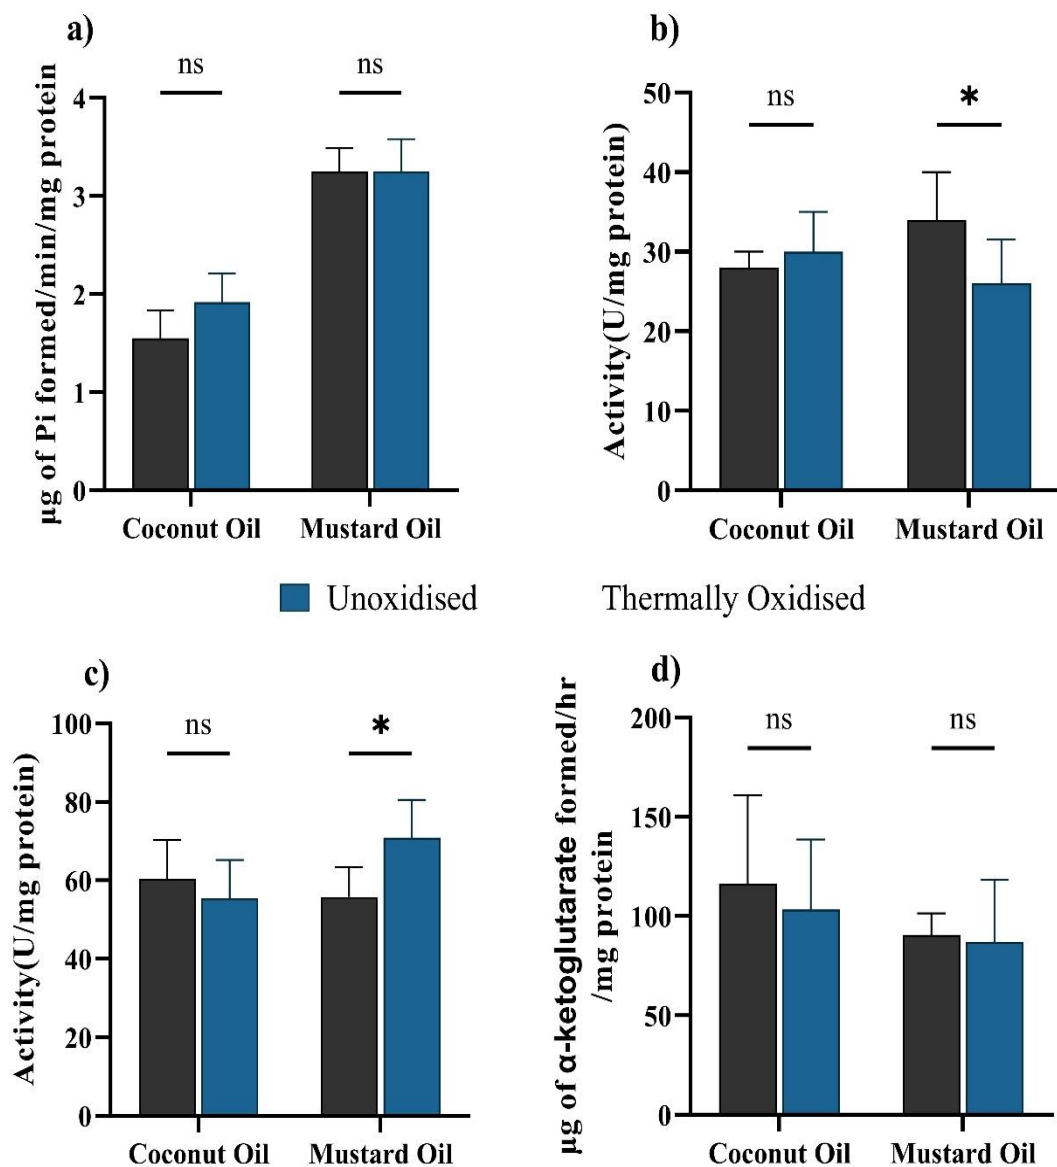 a)
ns
ns
µg of Pi formed/min/mg protein
4
3
2
1
0
Coconut Oil
Mustard Oil
b)
ns
*
Activity(U/mg protein)
50
40
30
20
10
0
Coconut Oil
Mustard Oil
Unoxidised
Thermally Oxidised
c)
ns
*
Activity(U/mg protein)
100
80
60
40
20
0
Coconut Oil
Mustard Oil
d)
ns
ns
µg of α-ketoglutarate formed/hr
/mg protein
200
150
100
50
0
Coconut Oil
Mustard Oil